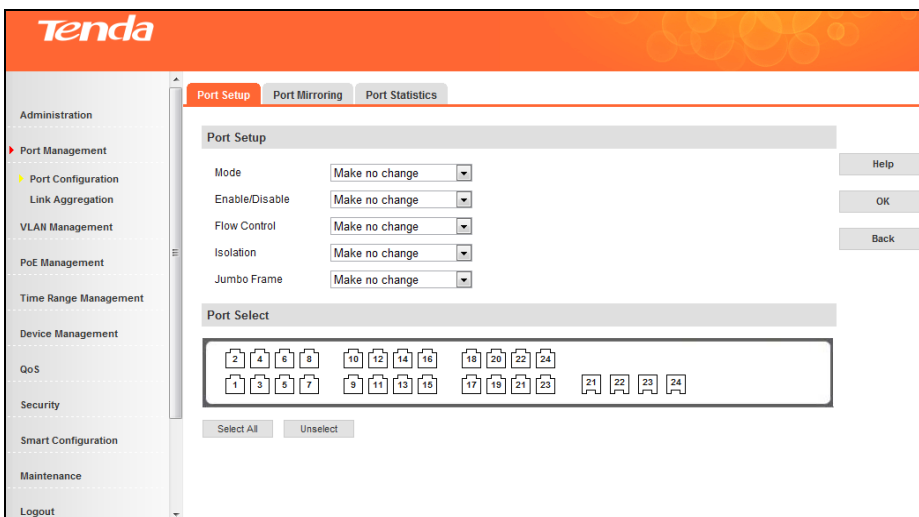 Tenda
Administration
Port Management
Port Configuration
Link Aggregation
VLAN Management
PoE Management
Time Range Management
Device Management
QoS
Security
Smart Configuration
Maintenance
Logout
Port Setup Port Mirroring Port Statistics
Port Setup
Mode Make no change
Enable/Disable Make no change
Flow Control Make no change
Isolation Make no change
Jumbo Frame Make no change
Port Select
2 4 6 8 10 12 14 16 18 20 22 24
1 3 5 7 9 11 13 15 17 19 21 23 21 22 23 24
Select All Unselect
Help
OK
Back